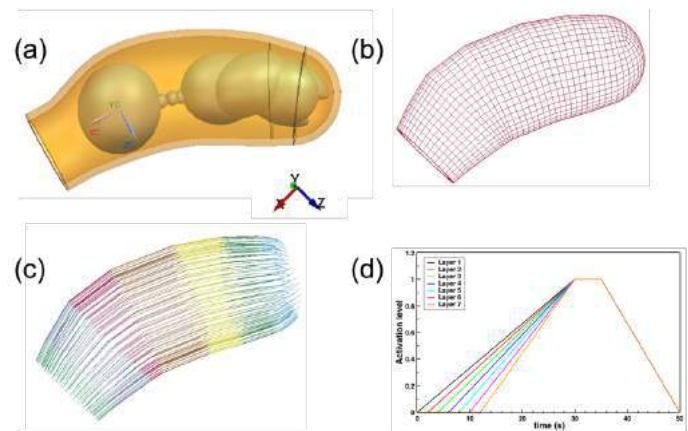 (a)
YC
Y
X
Z
(b)
(c)
(d)
Layer 1
Layer 2
Layer 3
Layer 4
Layer 5
Layer 6
Layer 7
Activation level
1.2
1
0.8
0.6
0.4
0.2
0
0 10 20 30 40 50
time (s)